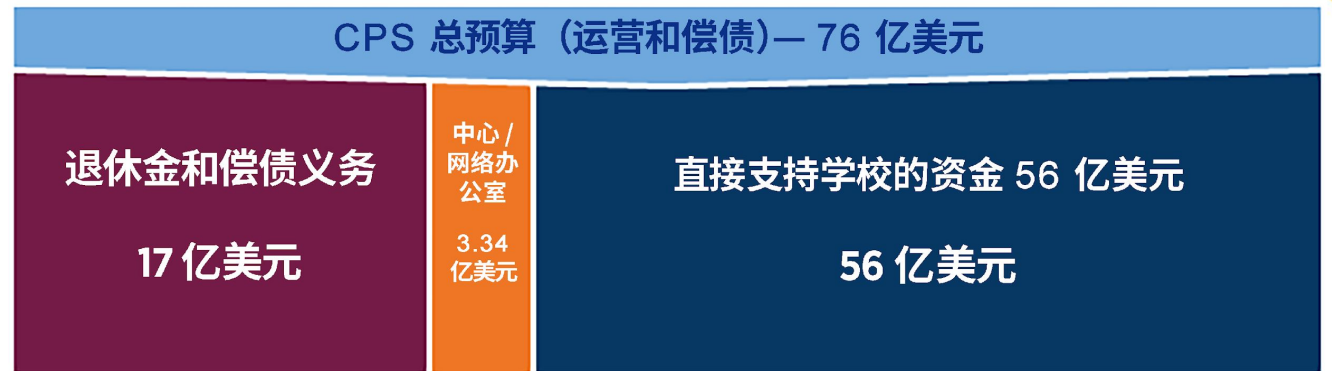 CPS 总预算（运营和偿债）— 76 亿美元
退休金和偿债义务
17 亿美元
中心 /
网络办
公室
3.34
亿美元
直接支持学校的资金 56 亿美元
56 亿美元